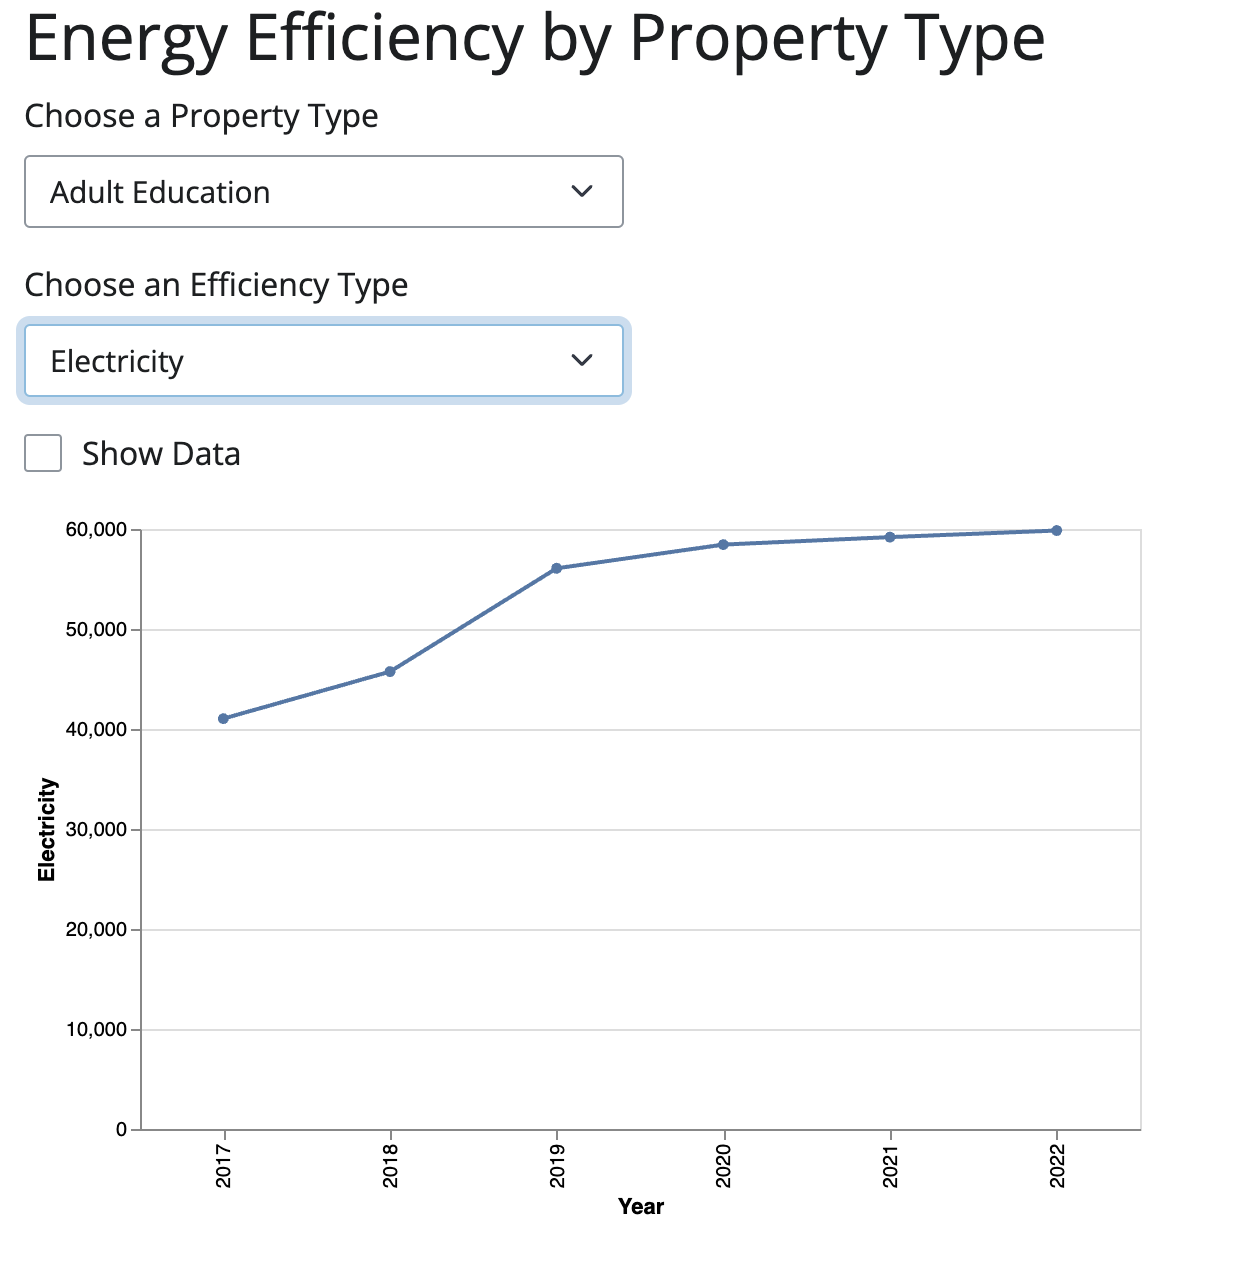 Energy Efficiency by Property Type
Choose a Property Type
Adult Education
Choose an Efficiency Type
Electricity
Show Data
60,000
50,000
40,000
30,000
20,000
10,000
0
Electricity
2017
2018
2019
2020
2021
2022
Year